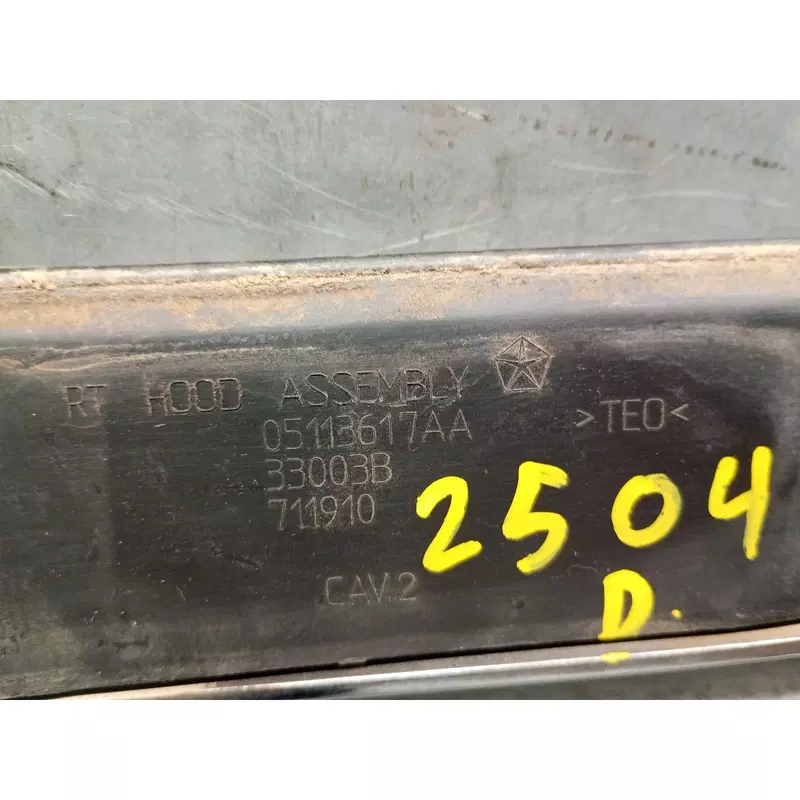 RT HOOD ASSEMBLY
05113617AA
>TEO<
33003B
711910
2504
CAV.2
D.